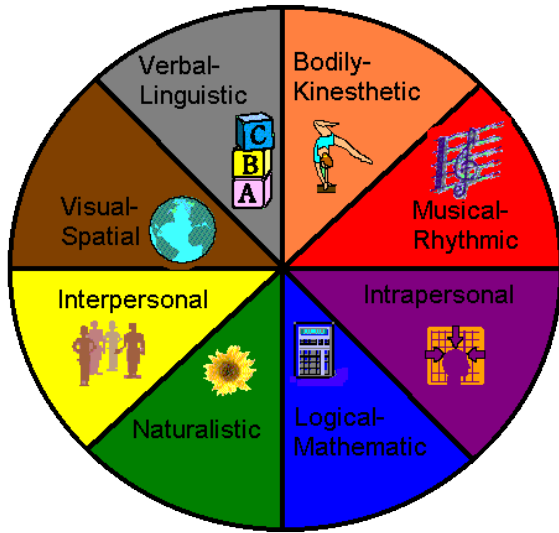 Verbal-
Linguistic
Bodily-
Kinesthetic
C
B
A
Musical-
Rhythmic
Visual-
Spatial
Interpersonal
Intrapersonal
Naturalistic
Logical-
Mathematic